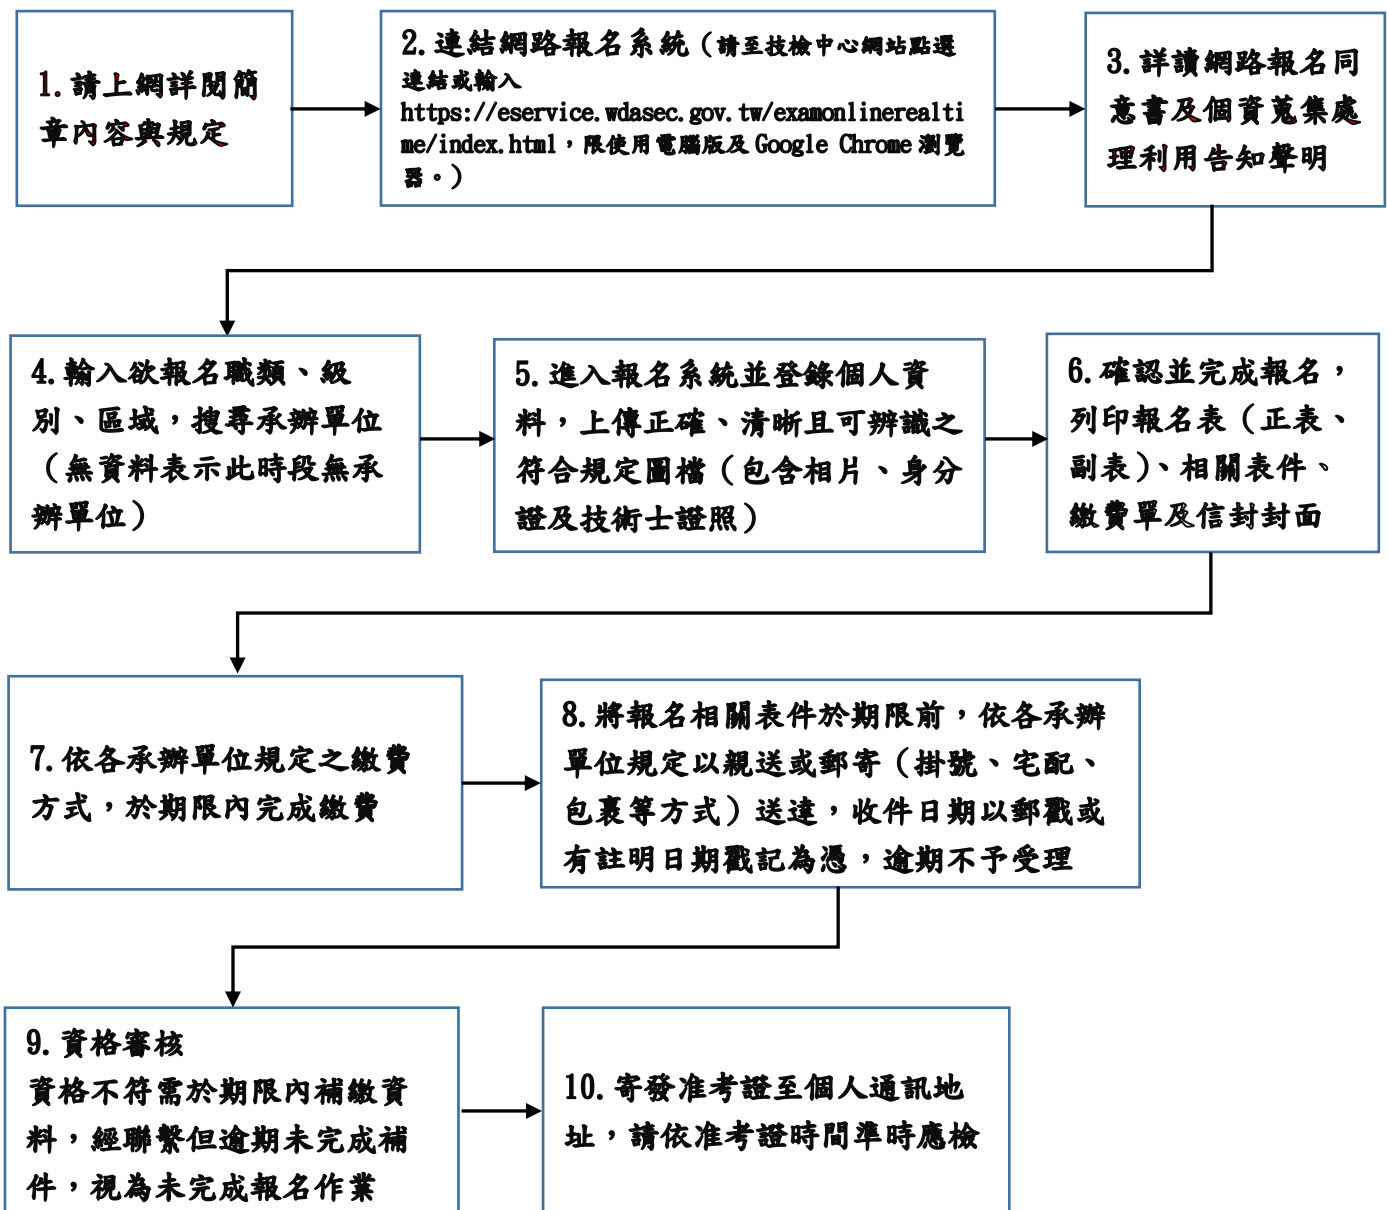 1.請上網詳閱簡
章內容與規定
2.連結網路報名系統（請至技檢中心網站點選
連結或輸入
https://eservice.wdasec.gov.tw/examonlinerealti
me/index.html，限使用電腦版及 Google Chrome 瀏覽
器。）
3.詳讀網路報名同
意書及個資蒐集處
理利用告知聲明
4.輸入欲報名職類、級
別、區域，搜尋承辦單位
（無資料表示此時段無承
辦單位）
5.進入報名系統並登錄個人資
料，上傳正確、清晰且可辨識之
符合規定圖檔（包含相片、身分
證及技術士證照）
6.確認並完成報名，
列印報名表（正表、
副表）、相關表件、
繳費單及信封封面
7.依各承辦單位規定之繳費
方式，於期限內完成繳費
8.將報名相關表件於期限前，依各承辦
單位規定以親送或郵寄（掛號、宅配、
包裹等方式）送達，收件日期以郵戳或
有註明日期戳記為憑，逾期不予受理
9.資格審核
資格不符需於期限內補繳資
料，經聯繫但逾期未完成補
件，視為未完成報名作業
10.寄發准考證至個人通訊地
址，請依准考證時間準時應檢